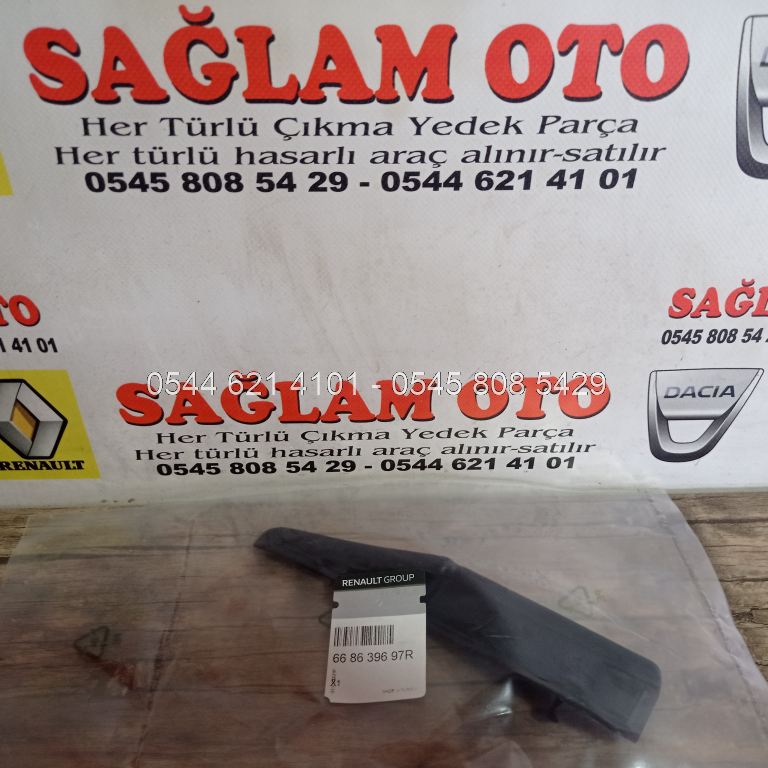 SAĞLAM OTO
Her Türlü Çıkma Yedek Parça
Her türlü hasarlı araç alınır-satılır
0545 808 54 29 - 0544 621 41 01
SAĞL
0545 808 54
41 01
0544 621 4101 - 0545 808 5429
SAĞLAM OTO
Her Türlü Çıkma Yedek Parça
Her türlü hasarlı araç alınır-satılır
0545 808 54 29 - 0544 621 41 01
RENAULT
DACIA
RENAULT GROUP
66 86 396 97R